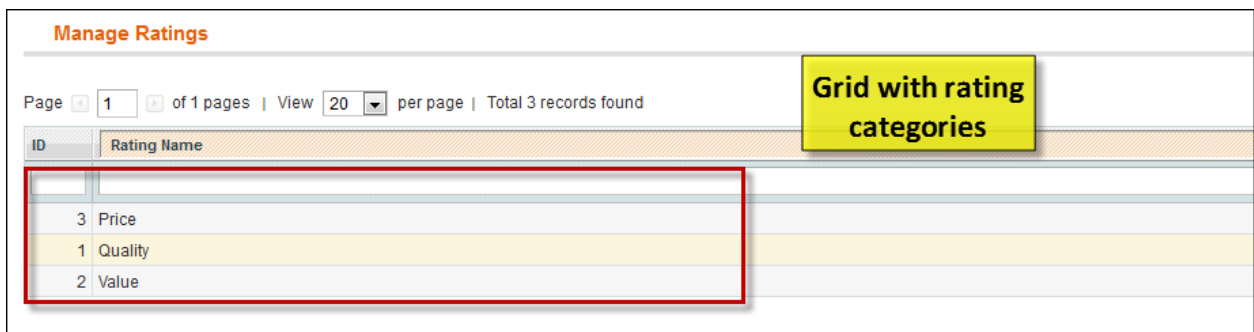 Manage Ratings
Grid with rating
categories
Page 1 of 1 pages | View 20 per page | Total 3 records found
ID Rating Name
3 Price
1 Quality
2 Value